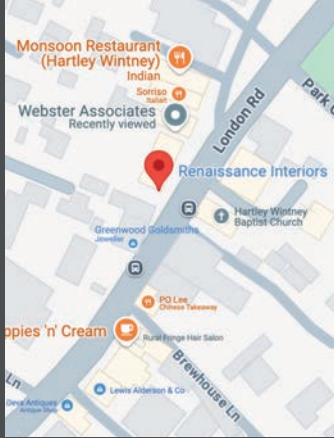 Monsoon Restaurant
(Hartley Wintney)
Indian
Sorriso
Italian
Webster Associates
Recently viewed
London Rd
Park
Renaissance Interiors
Hartley Wintney
Baptist Church
Greenwood Goldsmiths
Jeweller
PO Lee
Chinese Takeaway
ppies 'n' Cream
Rural Fringe Hair Salon
Brewhouse Ln
Ln
Lewis Alderson & Co
Deva Antiques
Antique Shop